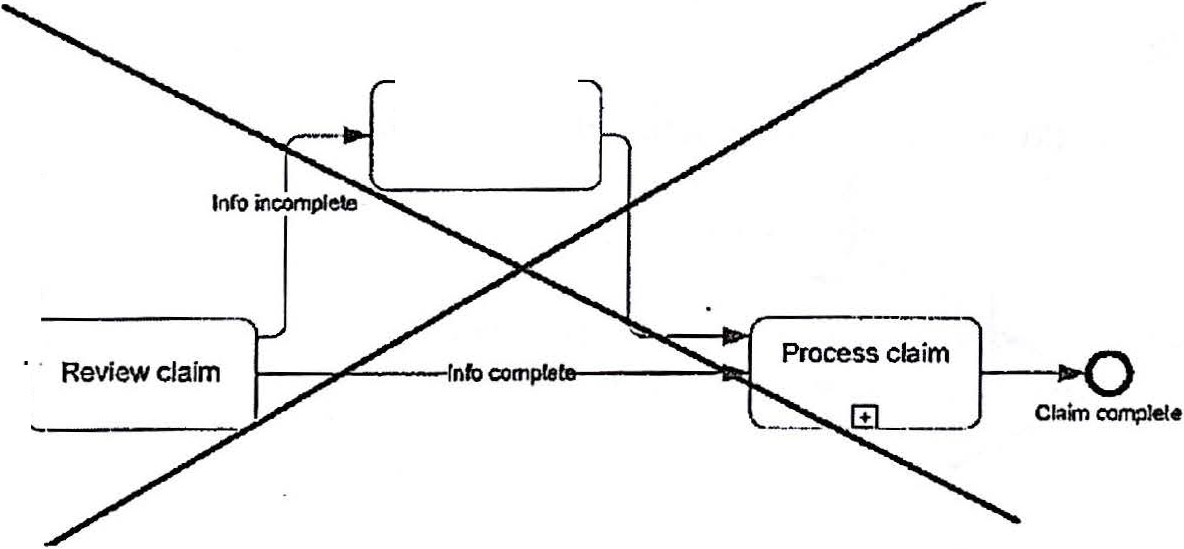 Info incomplete
Review claim
Info complete
Process claim
+
Claim complete